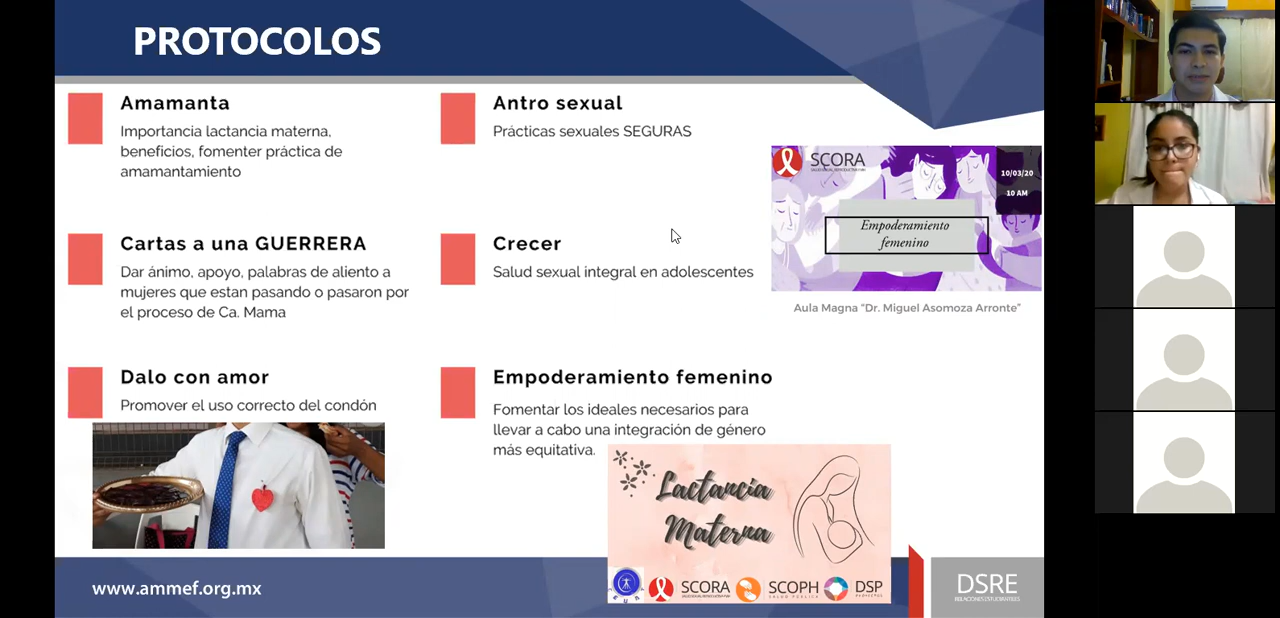 PROTOCOLOS
Amamanta
Importancia lactancia materna,
beneficios, fomenter práctica de
amamantamiento
Antro sexual
Prácticas sexuales SEGURAS
SCORA
10/03/20
10 AM
Empoderamiento
femenino
Aula Magna “Dr. Miguel Asomoza Arronte”
Cartas a una GUERRERA
Dar ánimo, apoyo, palabras de aliento a
mujeres que estan pasando o pasaron por
el proceso de Ca. Mama
Crecer
Salud sexual integral en adolescentes
Dalo con amor
Promover el uso correcto del condón
Empoderamiento femenino
Fomentar los ideales necesarios para
llevar a cabo una integración de género
más equitativa.
Lactancia
Materna
SCORA
SCOPH
SALUD PÚBLICA
DSP
PROYECTOS
www.ammef.org.mx
DSRE